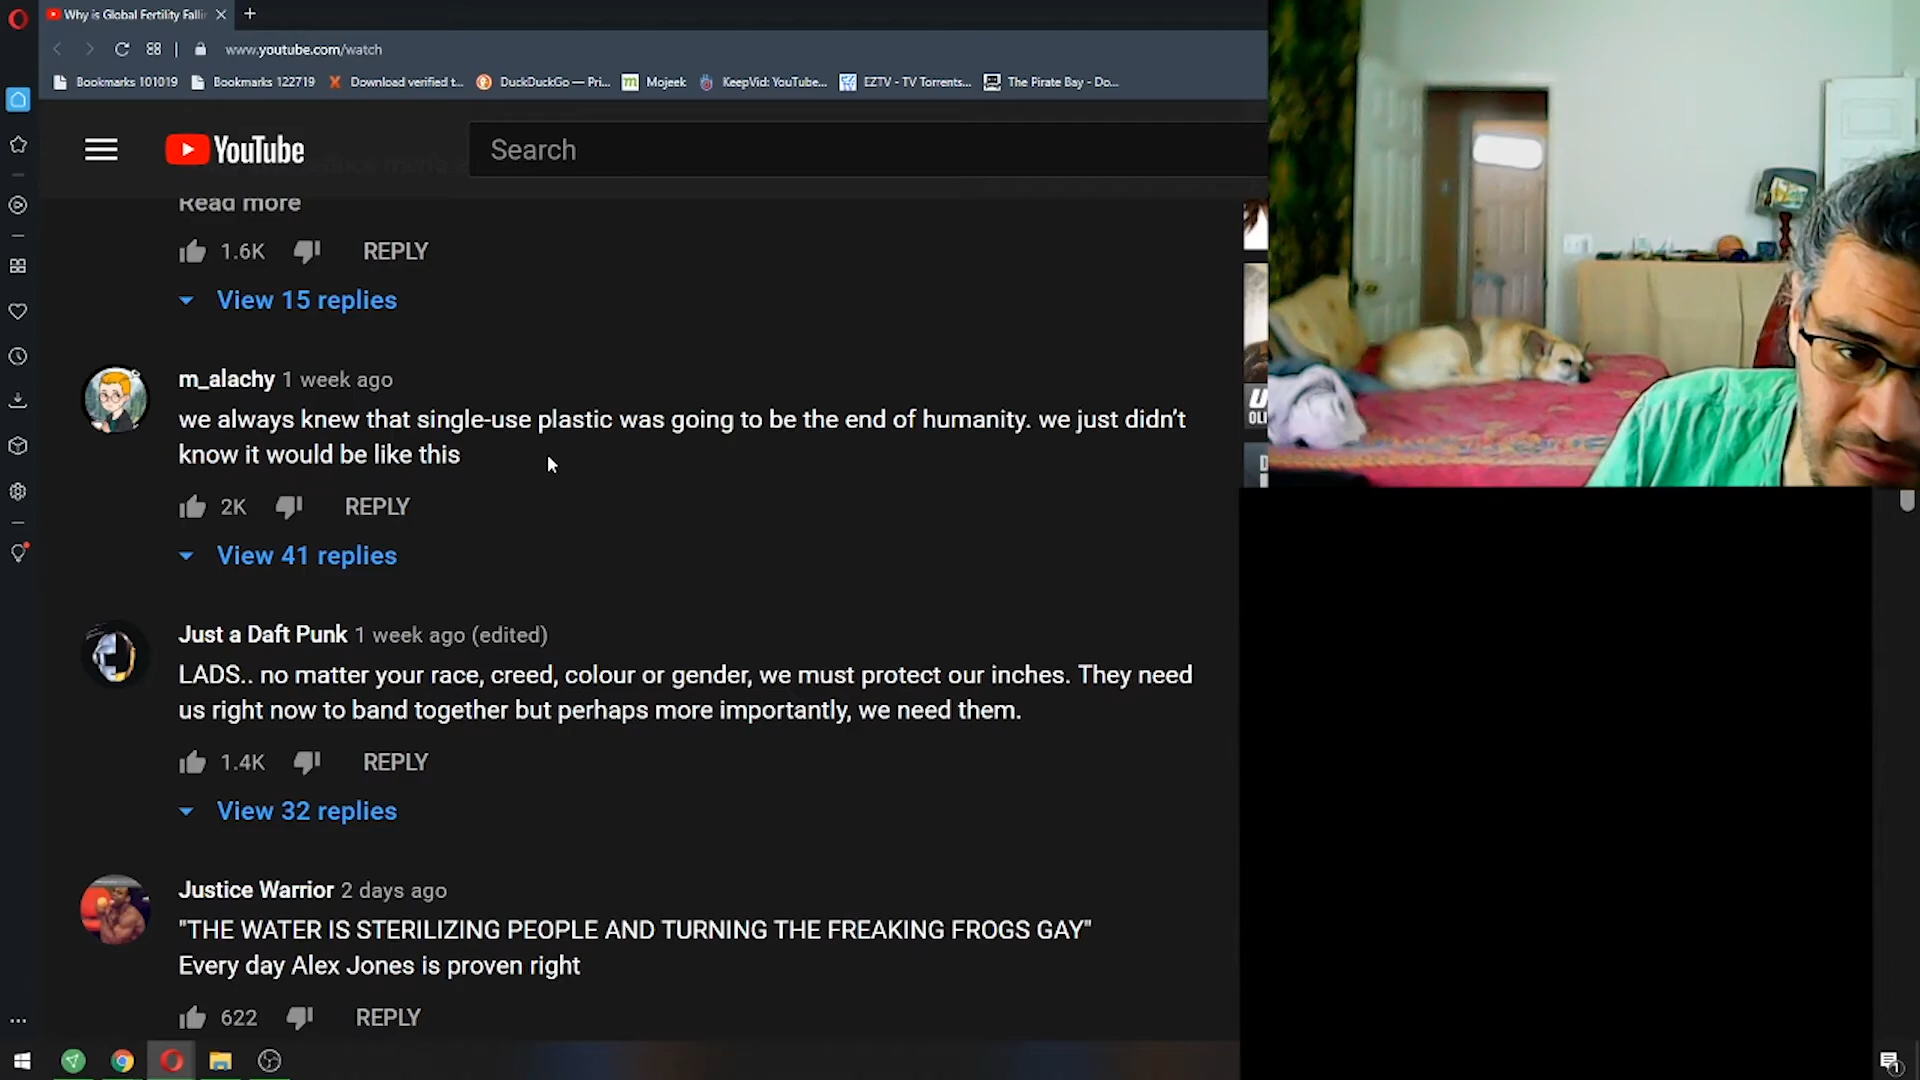 Why is Global Fertility Falli
www.youtube.com/watch
Bookmarks 101019
Bookmarks 122719
Download verified t...
DuckDuckGo — Pri...
Mojeek
KeepVid: YouTube...
EZTV - TV Torrents...
The Pirate Bay - Do...
YouTube
Search
Read more
1.6K
REPLY
View 15 replies
m_alachy 1 week ago
we always knew that single-use plastic was going to be the end of humanity. we just didn’t
know it would be like this
2K
REPLY
View 41 replies
Just a Daft Punk 1 week ago (edited)
LADS.. no matter your race, creed, colour or gender, we must protect our inches. They need
us right now to band together but perhaps more importantly, we need them.
1.4K
REPLY
View 32 replies
Justice Warrior 2 days ago
"THE WATER IS STERILIZING PEOPLE AND TURNING THE FREAKING FROGS GAY"
Every day Alex Jones is proven right
622
REPLY
1